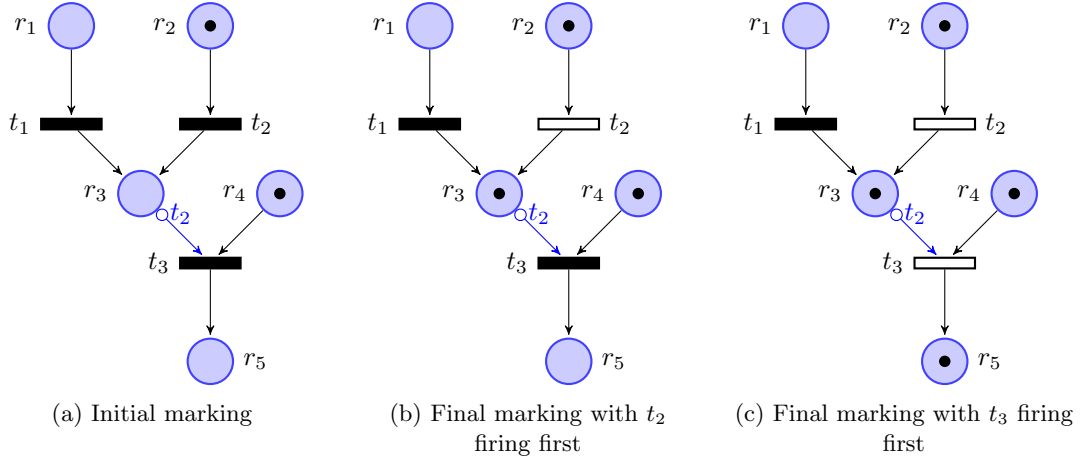 r1 r2 r1 r2 r1 r2
t1 t2 t1 t2 t1 t2
r3 r4 r3 r4 r3 r4
t2 t2 t2
t3 t3 t3
r5 r5 r5
(a) Initial marking
(b) Final marking with t2
firing first
(c) Final marking with t3 firing
first